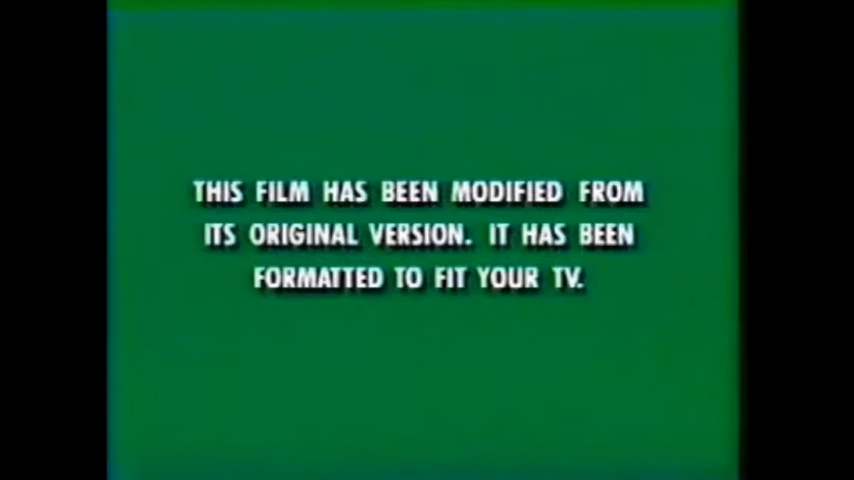 THIS FILM HAS BEEN MODIFIED FROM
ITS ORIGINAL VERSION. IT HAS BEEN
FORMATTED TO FIT YOUR TV.